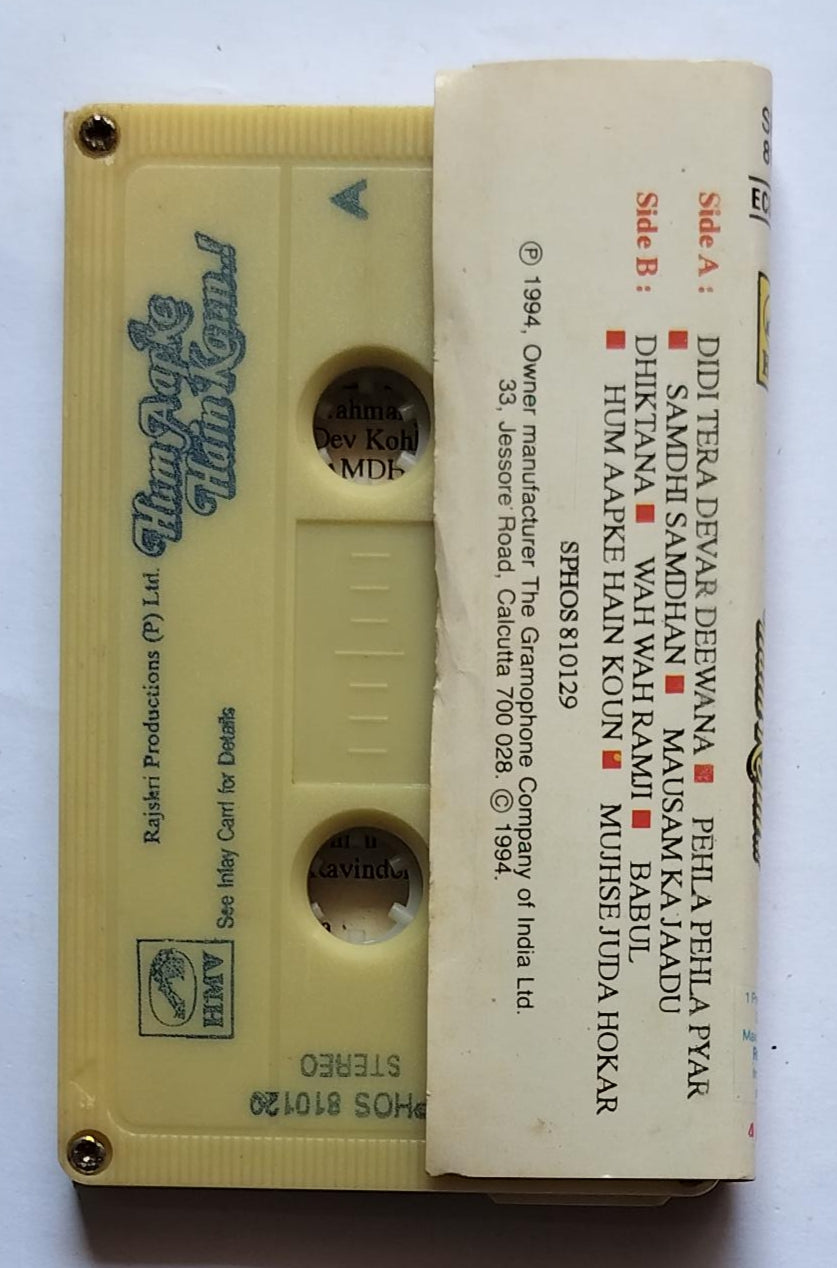 Side A : DIDI TERA DEVAR DEEWANA ■ PEHLA PEHLA PYAR
■ SAMDHI SAMDHAN ■ MAUSAM KA JAADU
Side B : DHIKTANA ■ WAH WAH RAMJI ■ BABUL
■ HUM AAPKE HAIN KOUN ■ MUJHSE JUDA HOKAR
SPHOS 810129
Ⓟ 1994, Owner manufacturer The Gramophone Company of India Ltd.
33, Jessore Road, Calcutta 700 028. © 1994.
A
Hum Aapke
Hain Koun..!
Rajshri Productions (P) Ltd.
See Inlay Card for Details
HMV
STEREO
PHOS 810129
Dev Koh